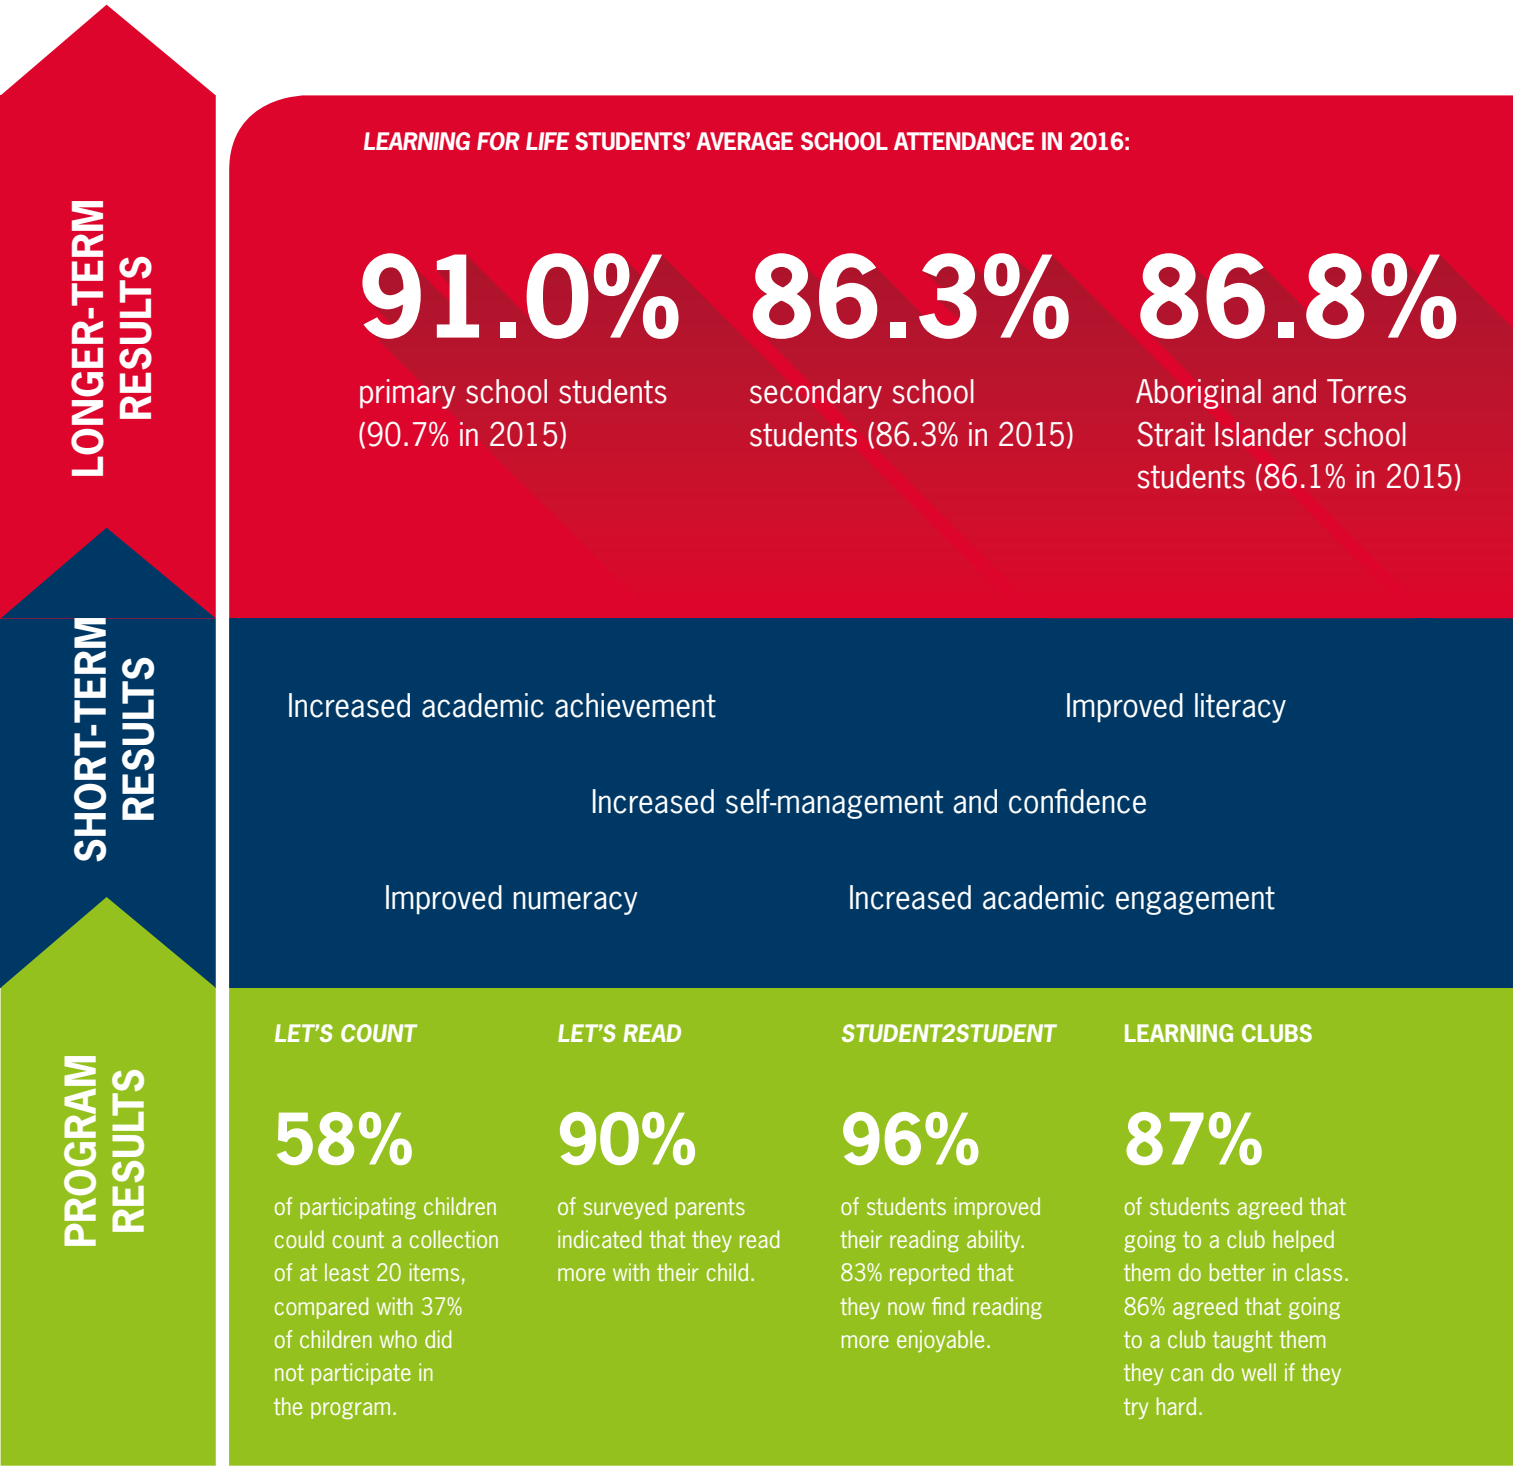 LONGER-TERM
RESULTS
LEARNING FOR LIFE STUDENTS’ AVERAGE SCHOOL ATTENDANCE IN 2016:
91.0%
primary school students
(90.7% in 2015)
86.3%
secondary school
students (86.3% in 2015)
86.8%
Aboriginal and Torres
Strait Islander school
students (86.1% in 2015)
SHORT-TERM
RESULTS
Increased academic achievement
Improved literacy
Increased self-management and confidence
Improved numeracy
Increased academic engagement
PROGRAM
RESULTS
LET’S COUNT
58%
of participating children
could count a collection
of at least 20 items,
compared with 37%
of children who did
not participate in
the program.
LET’S READ
90%
of surveyed parents
indicated that they read
more with their child.
STUDENT2STUDENT
96%
of students improved
their reading ability.
83% reported that
they now find reading
more enjoyable.
LEARNING CLUBS
87%
of students agreed that
going to a club helped
them do better in class.
86% agreed that going
to a club taught them
they can do well if they
try hard.